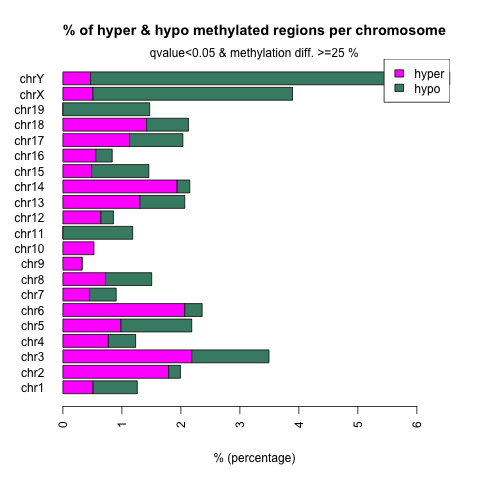 % of hyper & hypo methylated regions per chromosome
qvalue<0.05 & methylation diff. >=25 %
hyper
hypo
chrY
chrX
chr19
chr18
chr17
chr16
chr15
chr14
chr13
chr12
chr11
chr10
chr9
chr8
chr7
chr6
chr5
chr4
chr3
chr2
chr1
0 1 2 3 4 5 6
% (percentage)